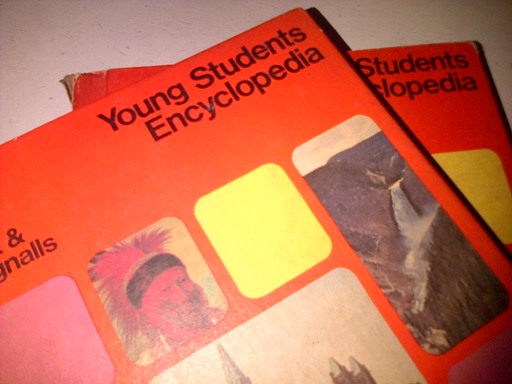 Young Students
Encyclopedia
&
gnalls
Students
clopedia